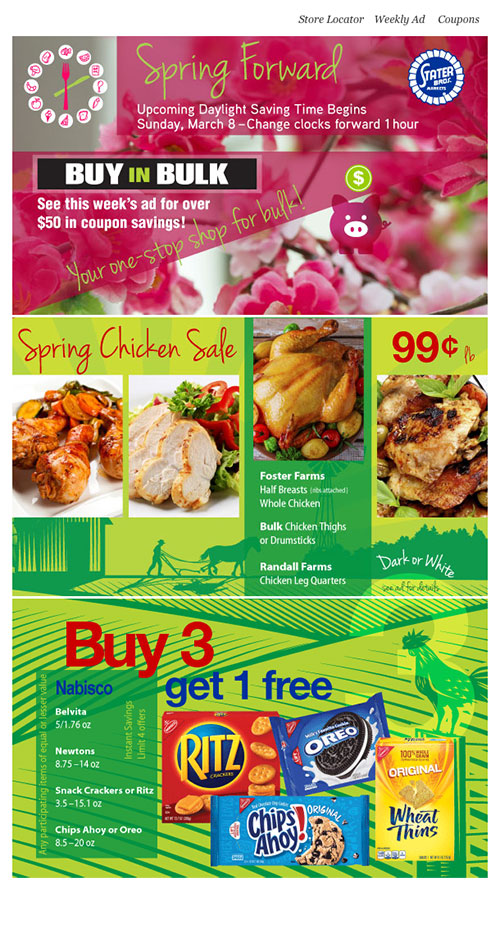 Store Locator Weekly Ad Coupons
Spring Forward
STATER
BROS.
MARKETS
Upcoming Daylight Saving Time Begins
Sunday, March 8 – Change clocks forward 1 hour
BUY IN BULK
See this week's ad for over
$50 in coupon savings!
$
Your one-stop shop for bulk!
Spring Chicken Sale
99¢ lb
Foster Farms
Half Breasts (ribs attached)
Whole Chicken
Bulk Chicken Thighs
or Drumsticks
Randall Farms
Chicken Leg Quarters
Dark or White
see ad for details
Buy 3
get 1 free
Nabisco
Any participating items of equal or lesser value
Belvita
5/1.76 oz
Newtons
8.75 – 14 oz
Snack Crackers or Ritz
3.5 – 15.1 oz
Chips Ahoy or Oreo
8.5 – 20 oz
Instant Savings
Limit 4 offers
RITZ
CRACKERS
OREO
Chips
Ahoy!
ORIGINAL
100% WHOLE
GRAIN
ORIGINAL
Wheat
Thins